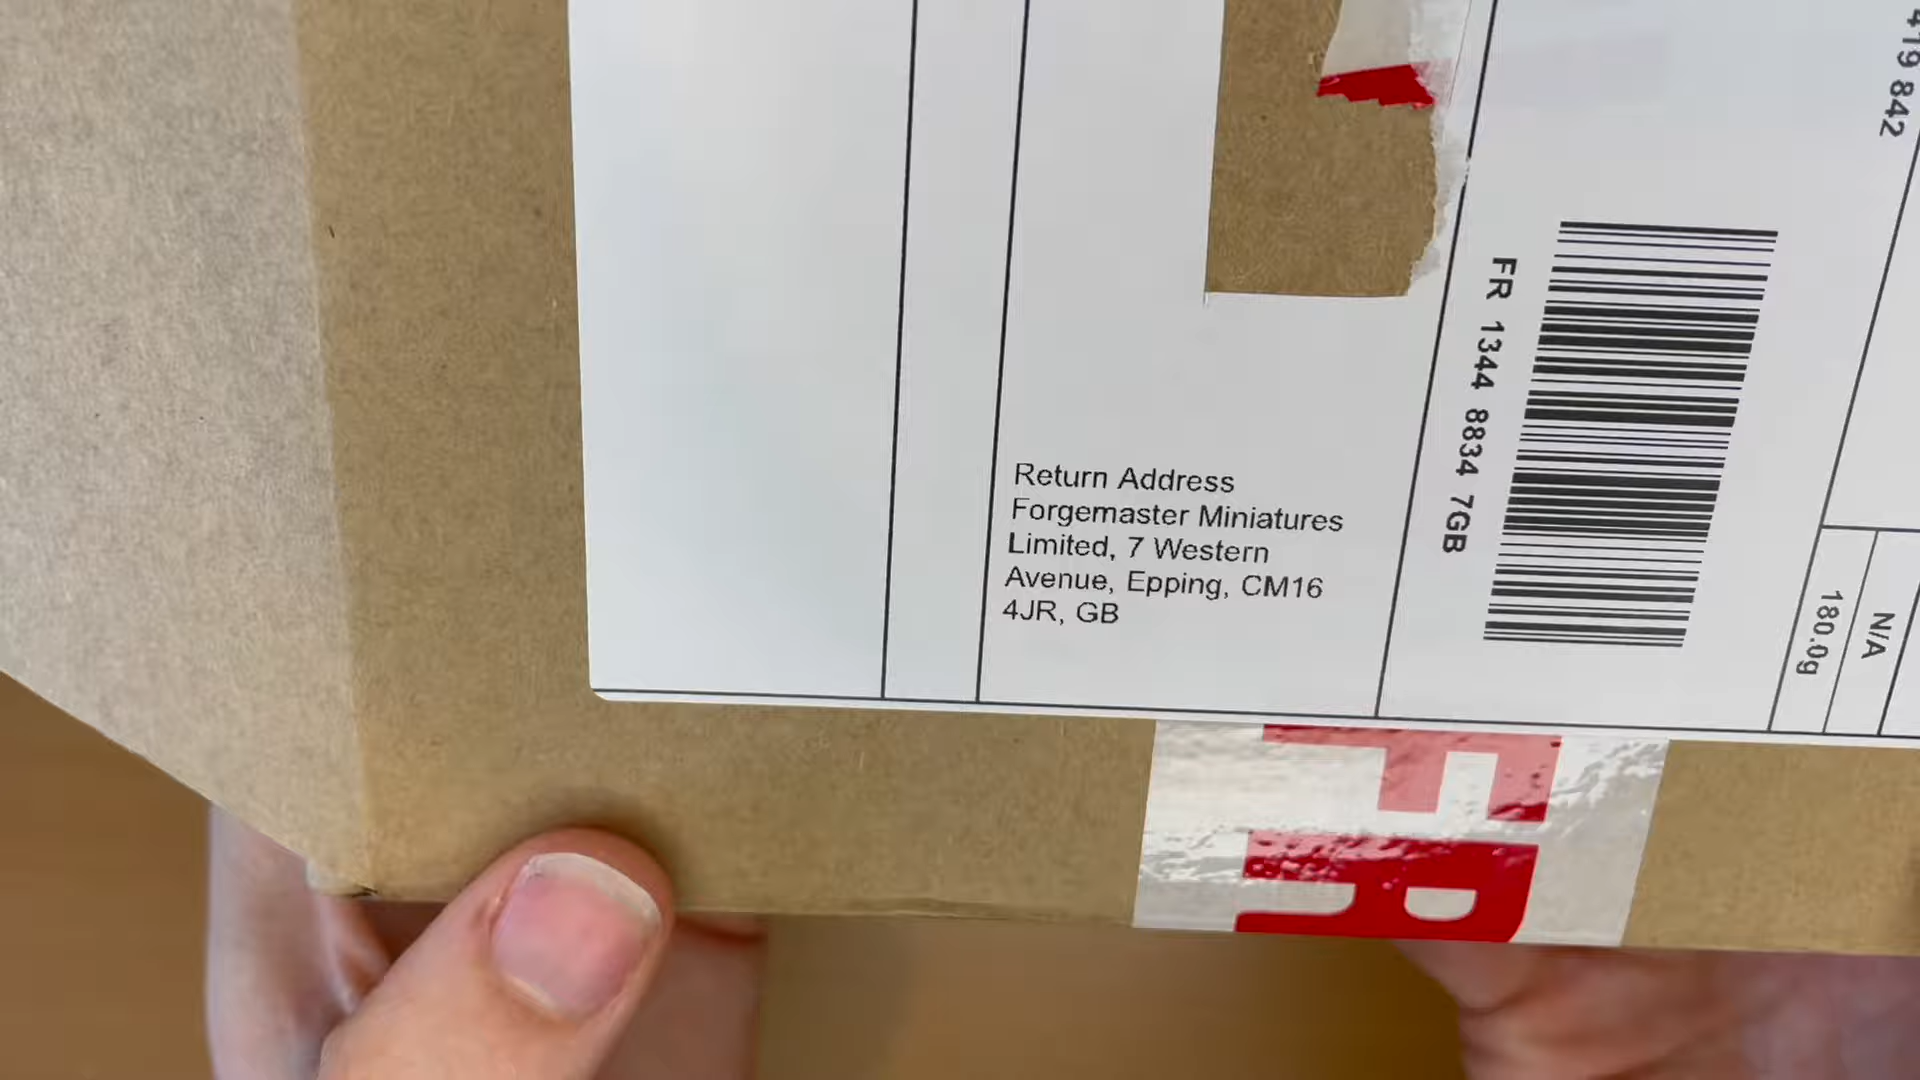 Return Address
Forgemaster Miniatures
Limited, 7 Western
Avenue, Epping, CM16
4JR, GB
FR 1344 8834 7GB
419 842
N/A
180.0g
FR